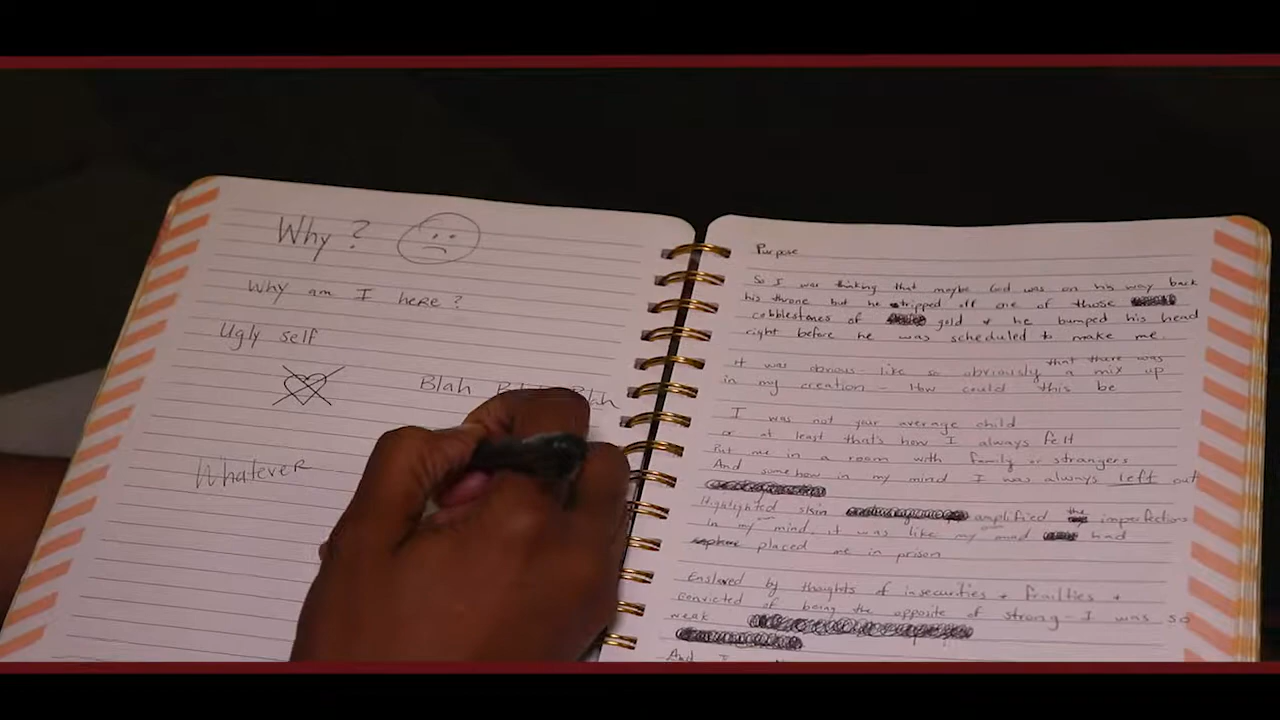 Why?
Why am I here?
Ugly self
Blah Blah Blah
Whatever
Purpose
So I was thinking that maybe God was on his way back
his throne but he stripped off one of those
cobblestones of gold & he bumped his head
right before he was scheduled to make me.
It was obvious like so obviously that there was a mix up
in my creation - How could this be
I was not your average child
or at least that's how I always felt
Put me in a room with family or strangers
And somehow in my mind I was always left out
Highlighted skin amplified the imperfections
In my mind, it was like my mind had
placed me in prison
Enslaved by thoughts of insecurities + frailties +
convicted of being the opposite of strong - I was so
weak
And I